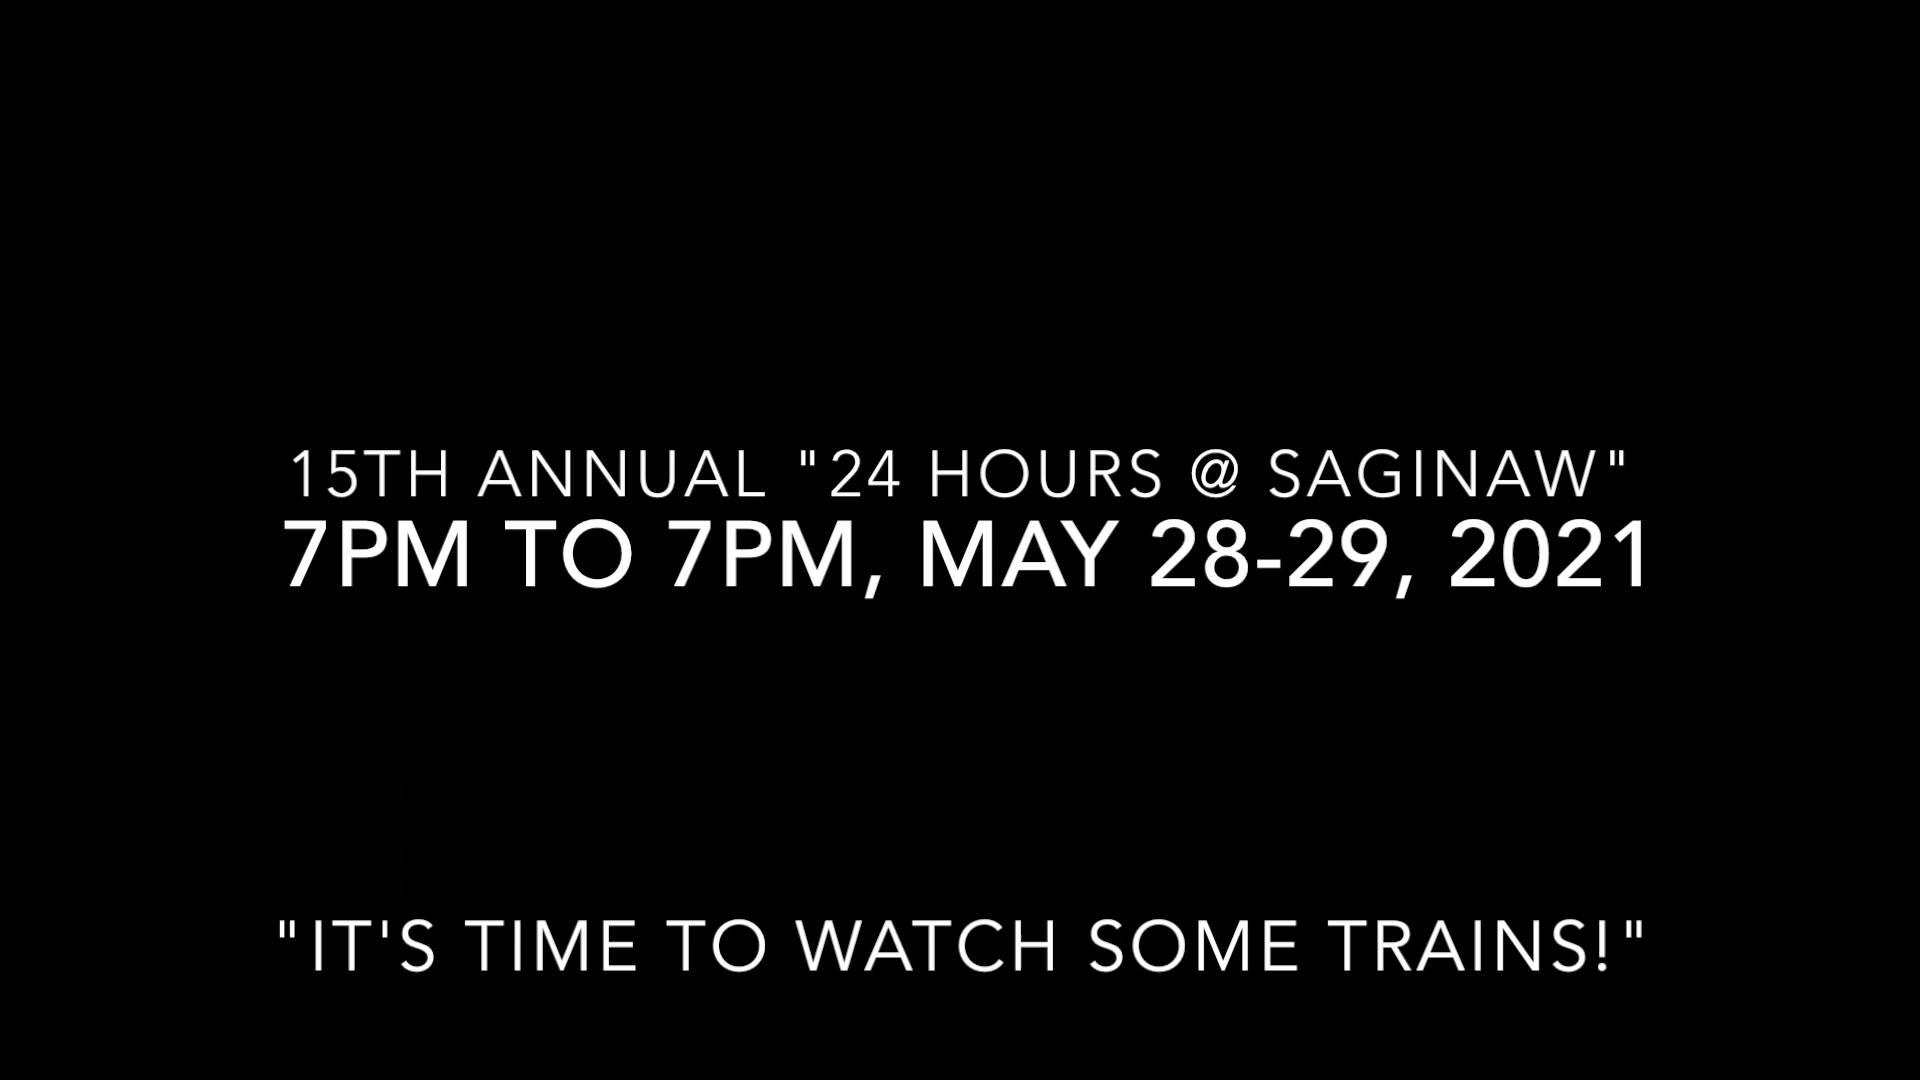 15TH ANNUAL "24 HOURS @ SAGINAW"
7PM TO 7PM, MAY 28-29, 2021
"IT'S TIME TO WATCH SOME TRAINS!"